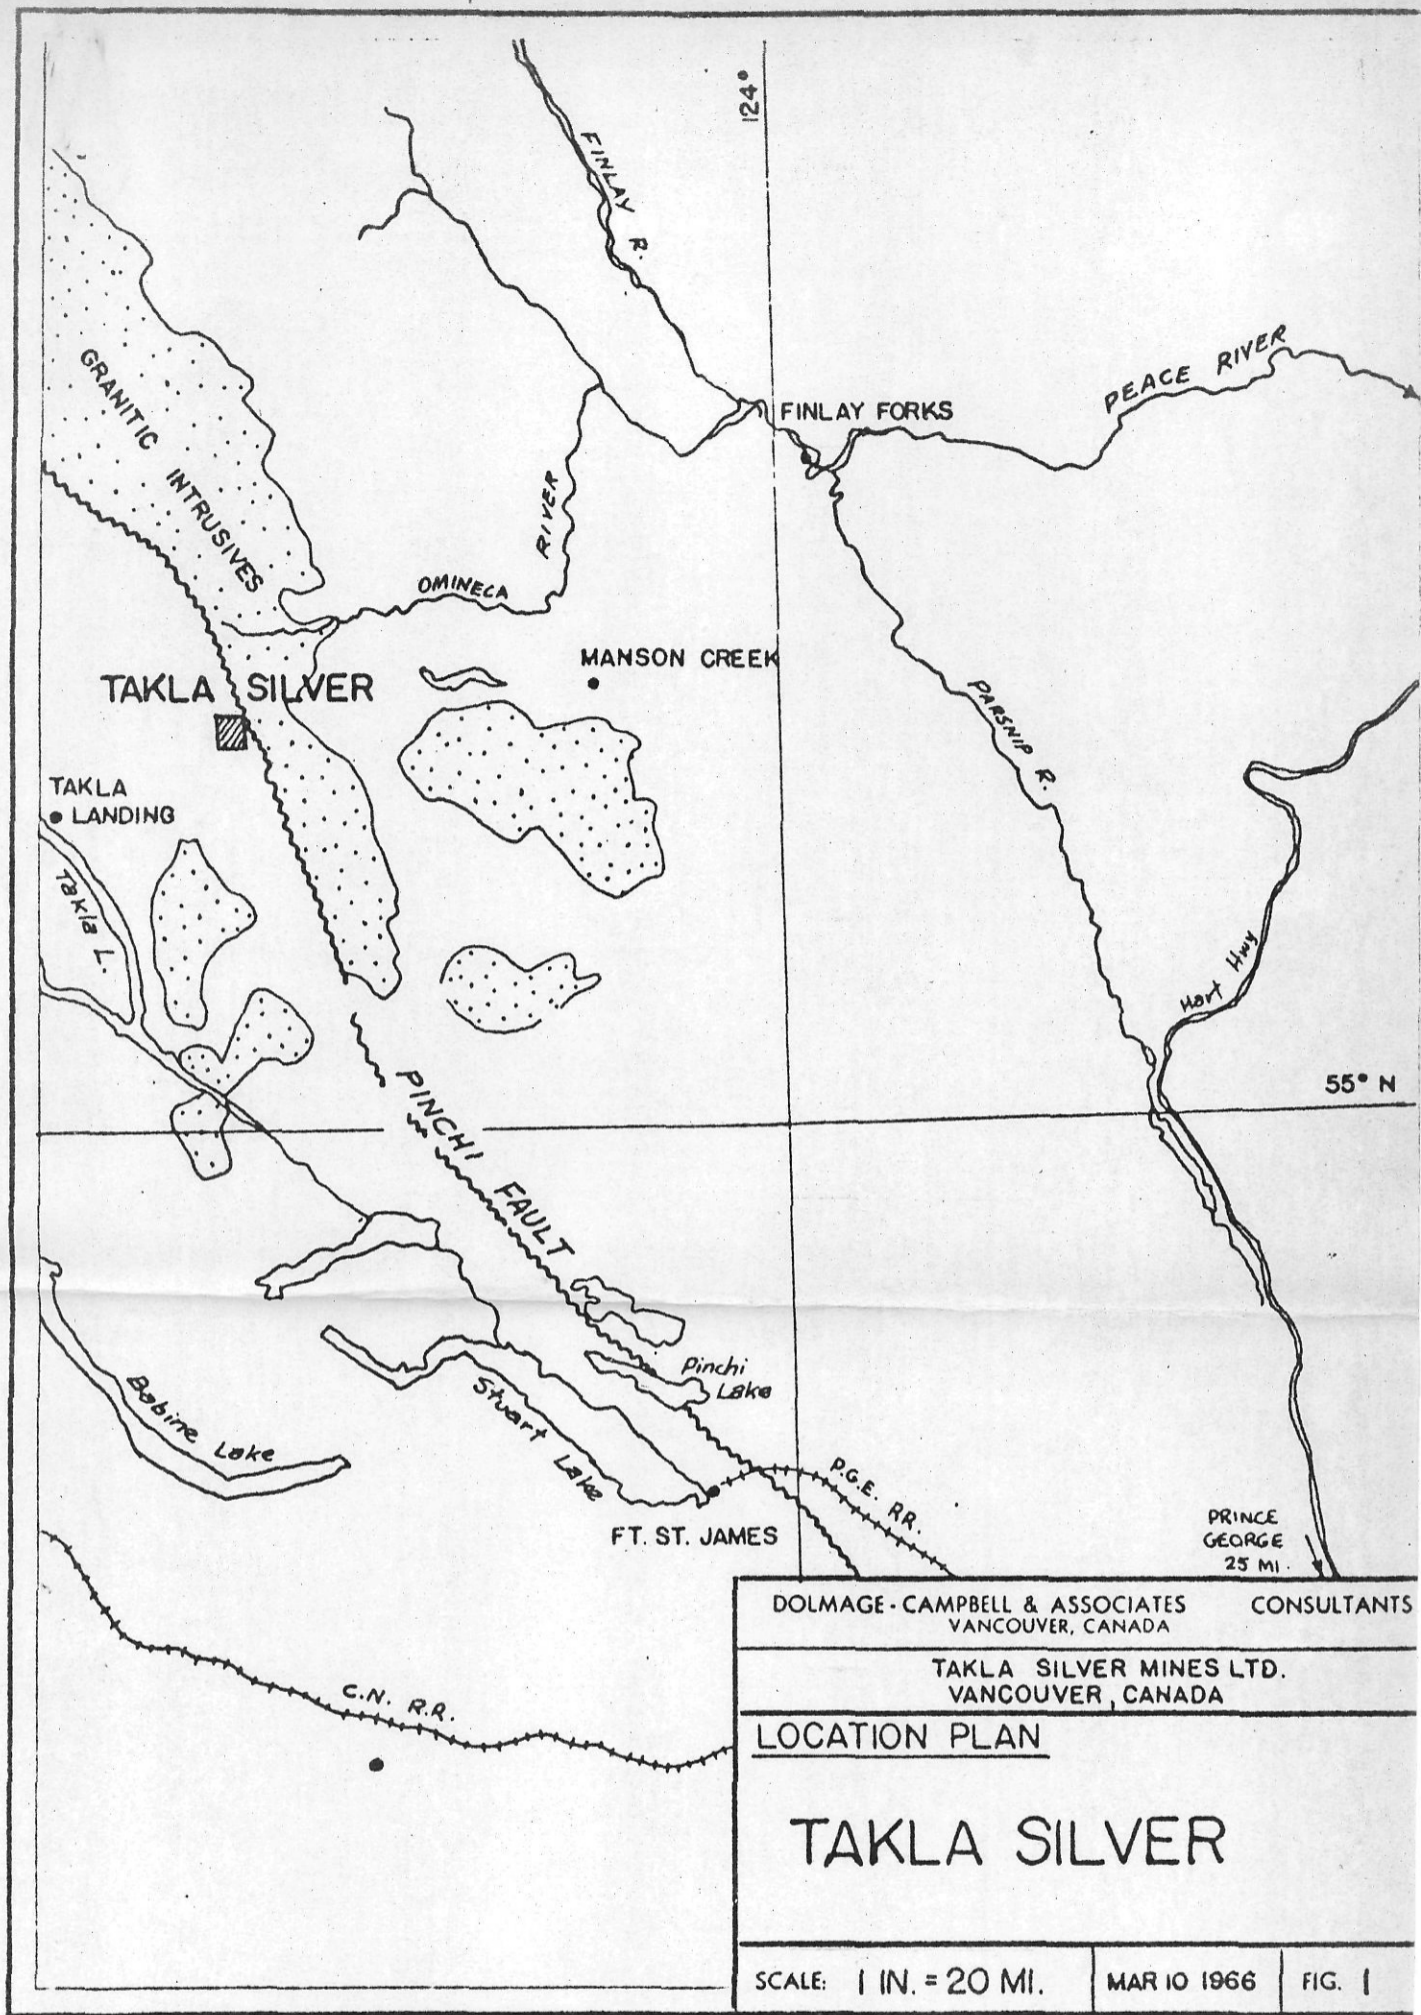 124°
FINLAY R.
GRANITIC INTRUSIVES
FINLAY FORKS
PEACE RIVER
OMINECA RIVER
MANSON CREEK
TAKLA SILVER
PARSNIP R.
TAKLA
LANDING
Takla L.
Hart Hwy
55° N
PINCHI FAULT
Pinchi
Lake
Babine Lake
Stuart Lake
P.G.E. RR.
FT. ST. JAMES
PRINCE
GEORGE
25 MI.
C.N. R.R.
DOLMAGE - CAMPBELL & ASSOCIATES CONSULTANTS
VANCOUVER, CANADA
TAKLA SILVER MINES LTD.
VANCOUVER, CANADA
LOCATION PLAN
TAKLA SILVER
SCALE: 1 IN. = 20 MI.
MAR 10 1966
FIG. 1